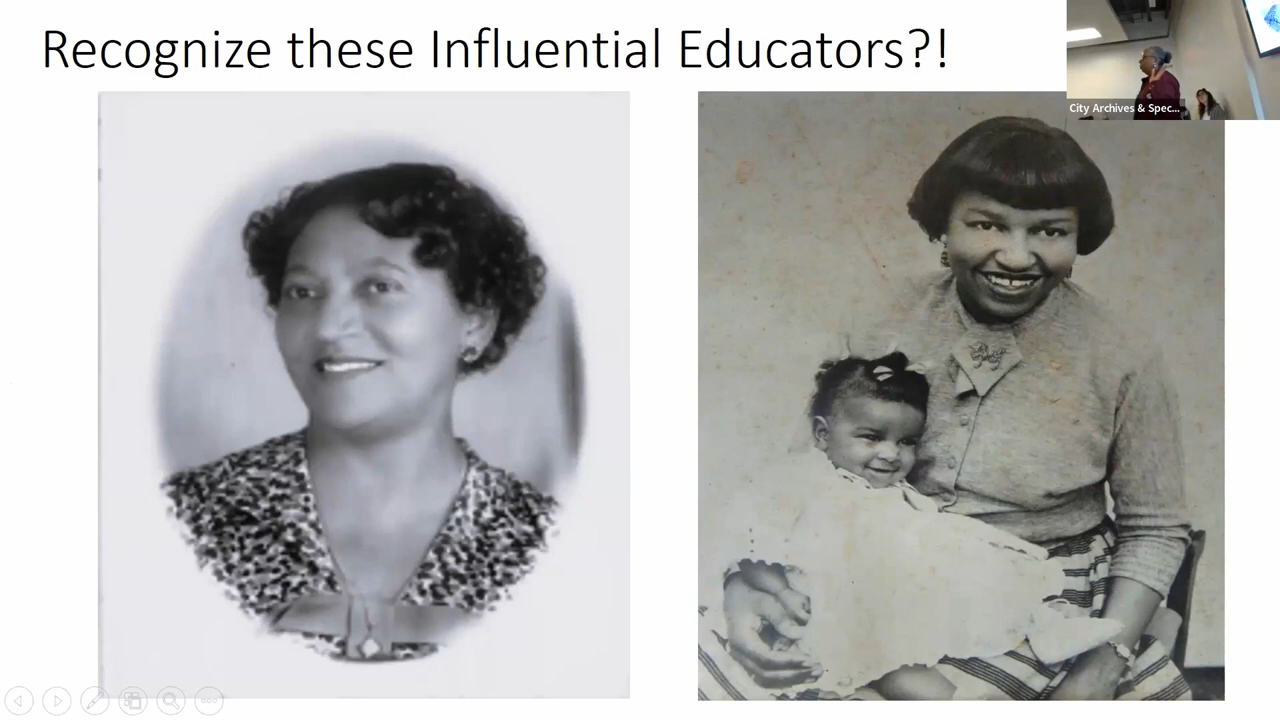 Recognize these Influential Educators?!
City Archives & Spec...